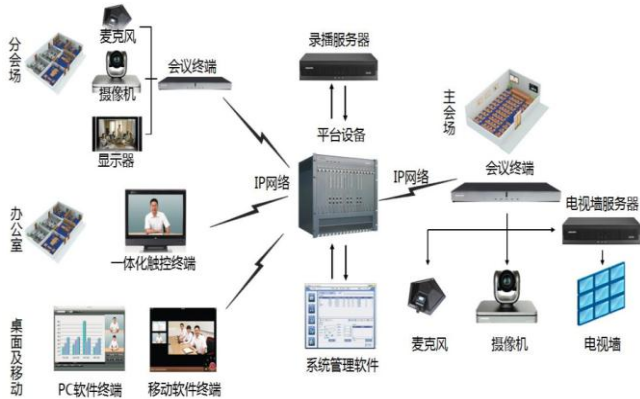 分会场
麦克风
摄像机
显示器
会议终端
录播服务器
平台设备
主会场
会议终端
IP网络
IP网络
电视墙服务器
办公室
一体化触控终端
桌面及移动
PC软件终端
移动软件终端
系统管理软件
麦克风
摄像机
电视墙